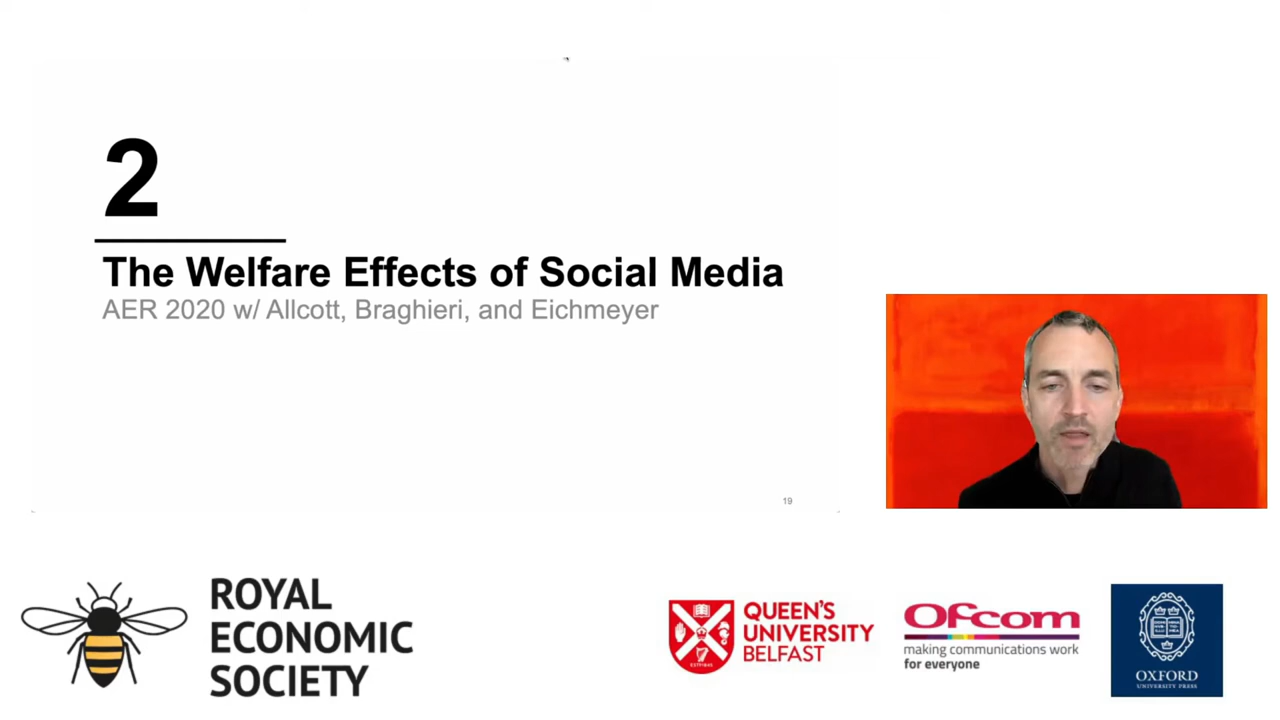 2
The Welfare Effects of Social Media
AER 2020 w/ Allcott, Braghieri, and Eichmeyer
19
ROYAL
ECONOMIC
SOCIETY
QUEEN'S
UNIVERSITY
BELFAST
Ofcom
making communications work
for everyone
OXFORD
UNIVERSITY PRESS